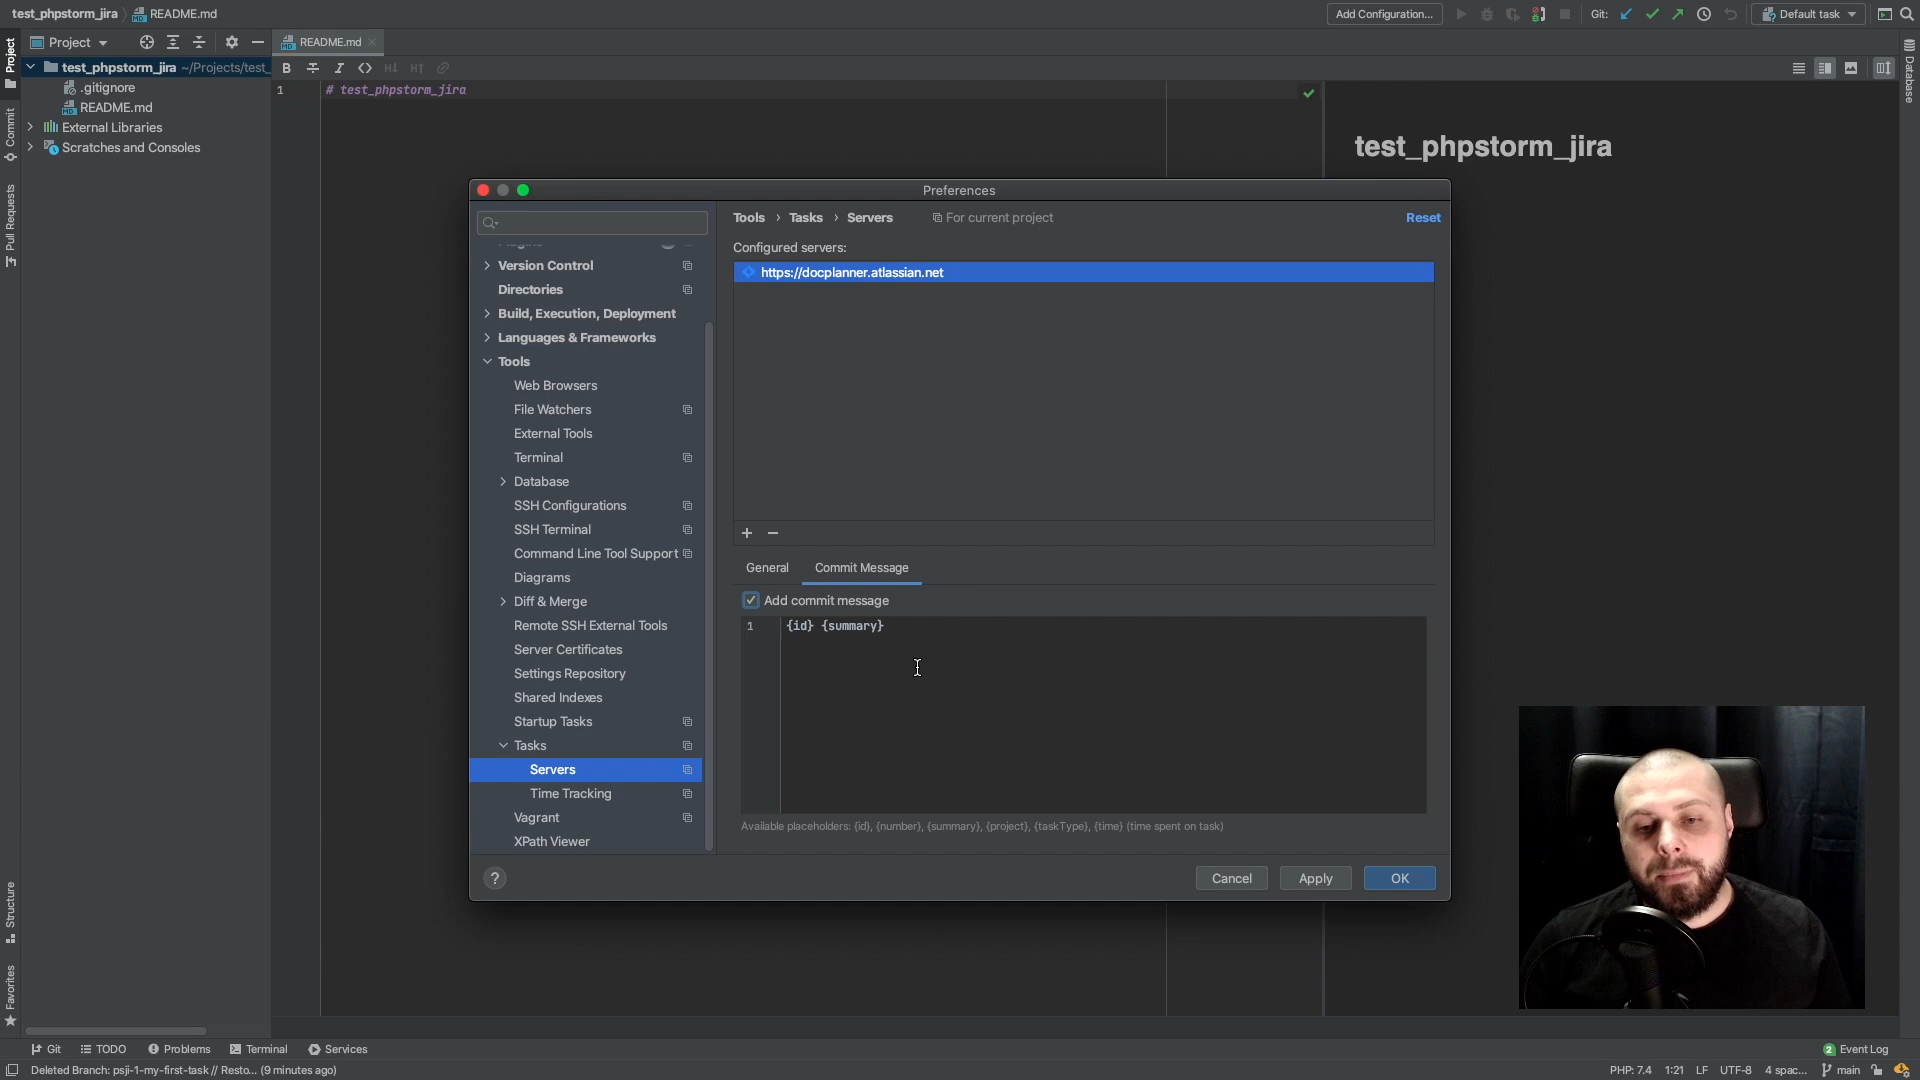 test_phpstorm_jira
README.md
Add Configuration...
Git:
Default task
Project
README.md
test_phpstorm_jira ~/Projects/test_
.gitignore
README.md
External Libraries
Scratches and Consoles
Project
Commit
Pull Requests
Structure
Favorites
Database
1
# test_phpstorm_jira
test_phpstorm_jira
Preferences
Version Control
Directories
Build, Execution, Deployment
Languages & Frameworks
Tools
Web Browsers
File Watchers
External Tools
Terminal
Database
SSH Configurations
SSH Terminal
Command Line Tool Support
Diagrams
Diff & Merge
Remote SSH External Tools
Server Certificates
Settings Repository
Shared Indexes
Startup Tasks
Tasks
Servers
Time Tracking
Vagrant
XPath Viewer
Tools › Tasks › Servers
For current project
Reset
Configured servers:
https://docplanner.atlassian.net
General
Commit Message
Add commit message
1
{id} {summary}
Available placeholders: {id}, {number}, {summary}, {project}, {taskType}, {time} (time spent on task)
?
Cancel
Apply
OK
Git
TODO
Problems
Terminal
Services
2 Event Log
Deleted Branch: psji-1-my-first-task // Resto... (9 minutes ago)
PHP: 7.4
1:21
LF
UTF-8
4 spac...
main